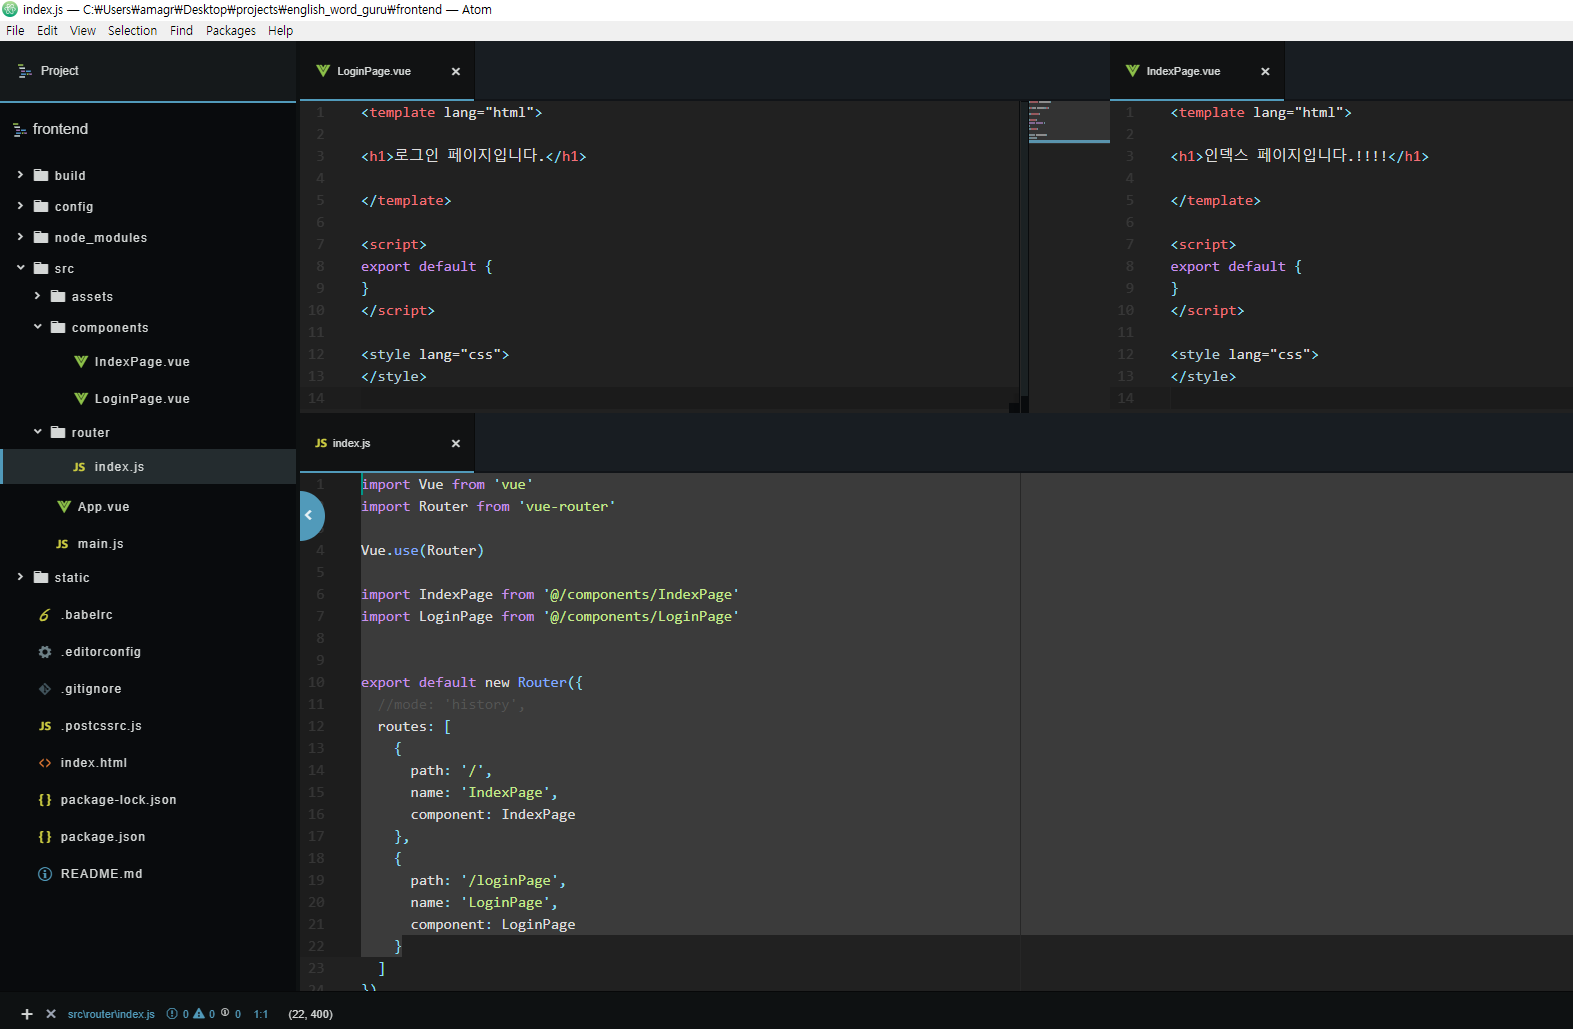 index.js — C:₩Users₩amagr₩Desktop₩projects₩english_word_guru₩frontend — Atom
File Edit View Selection Find Packages Help
Project
frontend
build
config
node_modules
src
assets
components
IndexPage.vue
LoginPage.vue
router
JS index.js
App.vue
JS main.js
static
6 .babelrc
.editorconfig
.gitignore
JS .postcssrc.js
<> index.html
{} package-lock.json
{} package.json
README.md
LoginPage.vue ×
1 <template lang="html">
2
3 <h1>로그인 페이지입니다.</h1>
4
5 </template>
6
7 <script>
8 export default {
9 }
10 </script>
11
12 <style lang="css">
13 </style>
14
IndexPage.vue ×
1 <template lang="html">
2
3 <h1>인덱스 페이지입니다.!!!!</h1>
4
5 </template>
6
7 <script>
8 export default {
9 }
10 </script>
11
12 <style lang="css">
13 </style>
14
JS index.js ×
1 import Vue from 'vue'
import Router from 'vue-router'
4 Vue.use(Router)
5
6 import IndexPage from '@/components/IndexPage'
7 import LoginPage from '@/components/LoginPage'
8
9
10 export default new Router({
11 //mode: 'history',
12 routes: [
13 {
14 path: '/',
15 name: 'IndexPage',
16 component: IndexPage
17 },
18 {
19 path: '/loginPage',
20 name: 'LoginPage',
21 component: LoginPage
22 }
23 ]
24 })
+ × src\router\index.js 0 0 0 1:1 (22, 400)